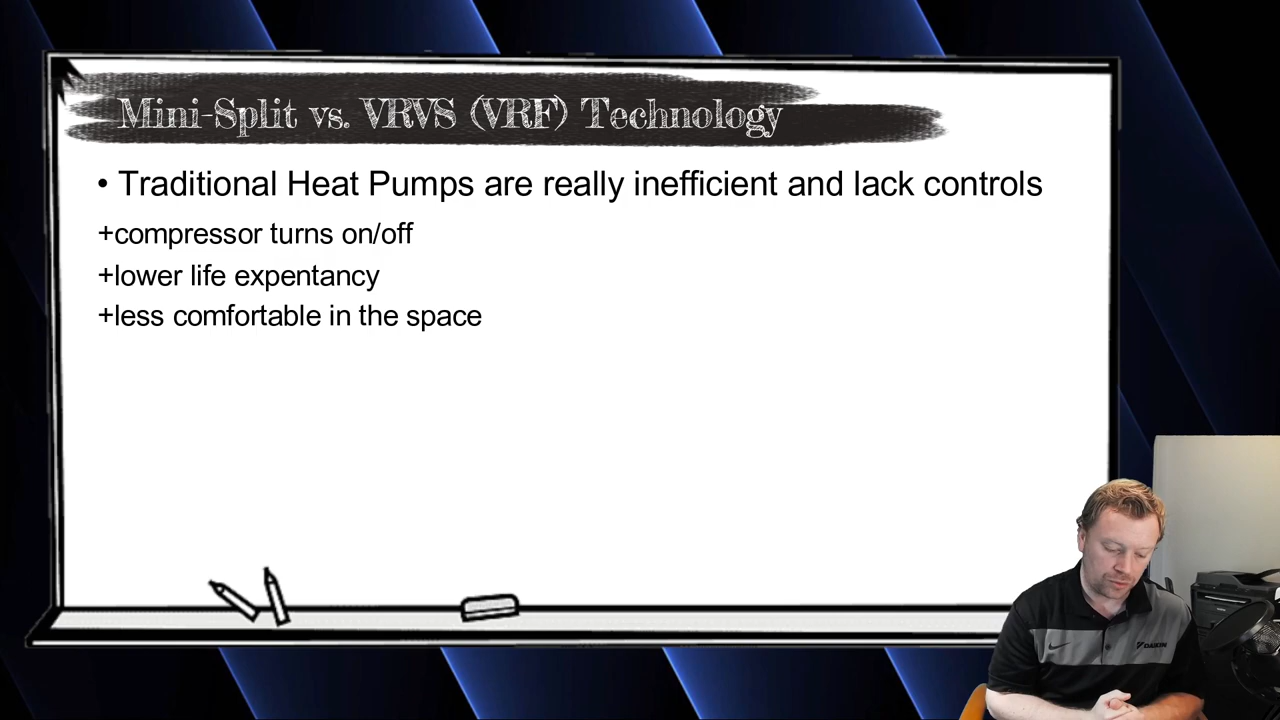 Mini-Split vs. VRVS (VRF) Technology
• Traditional Heat Pumps are really inefficient and lack controls
+compressor turns on/off
+lower life expentancy
+less comfortable in the space
DAIKIN